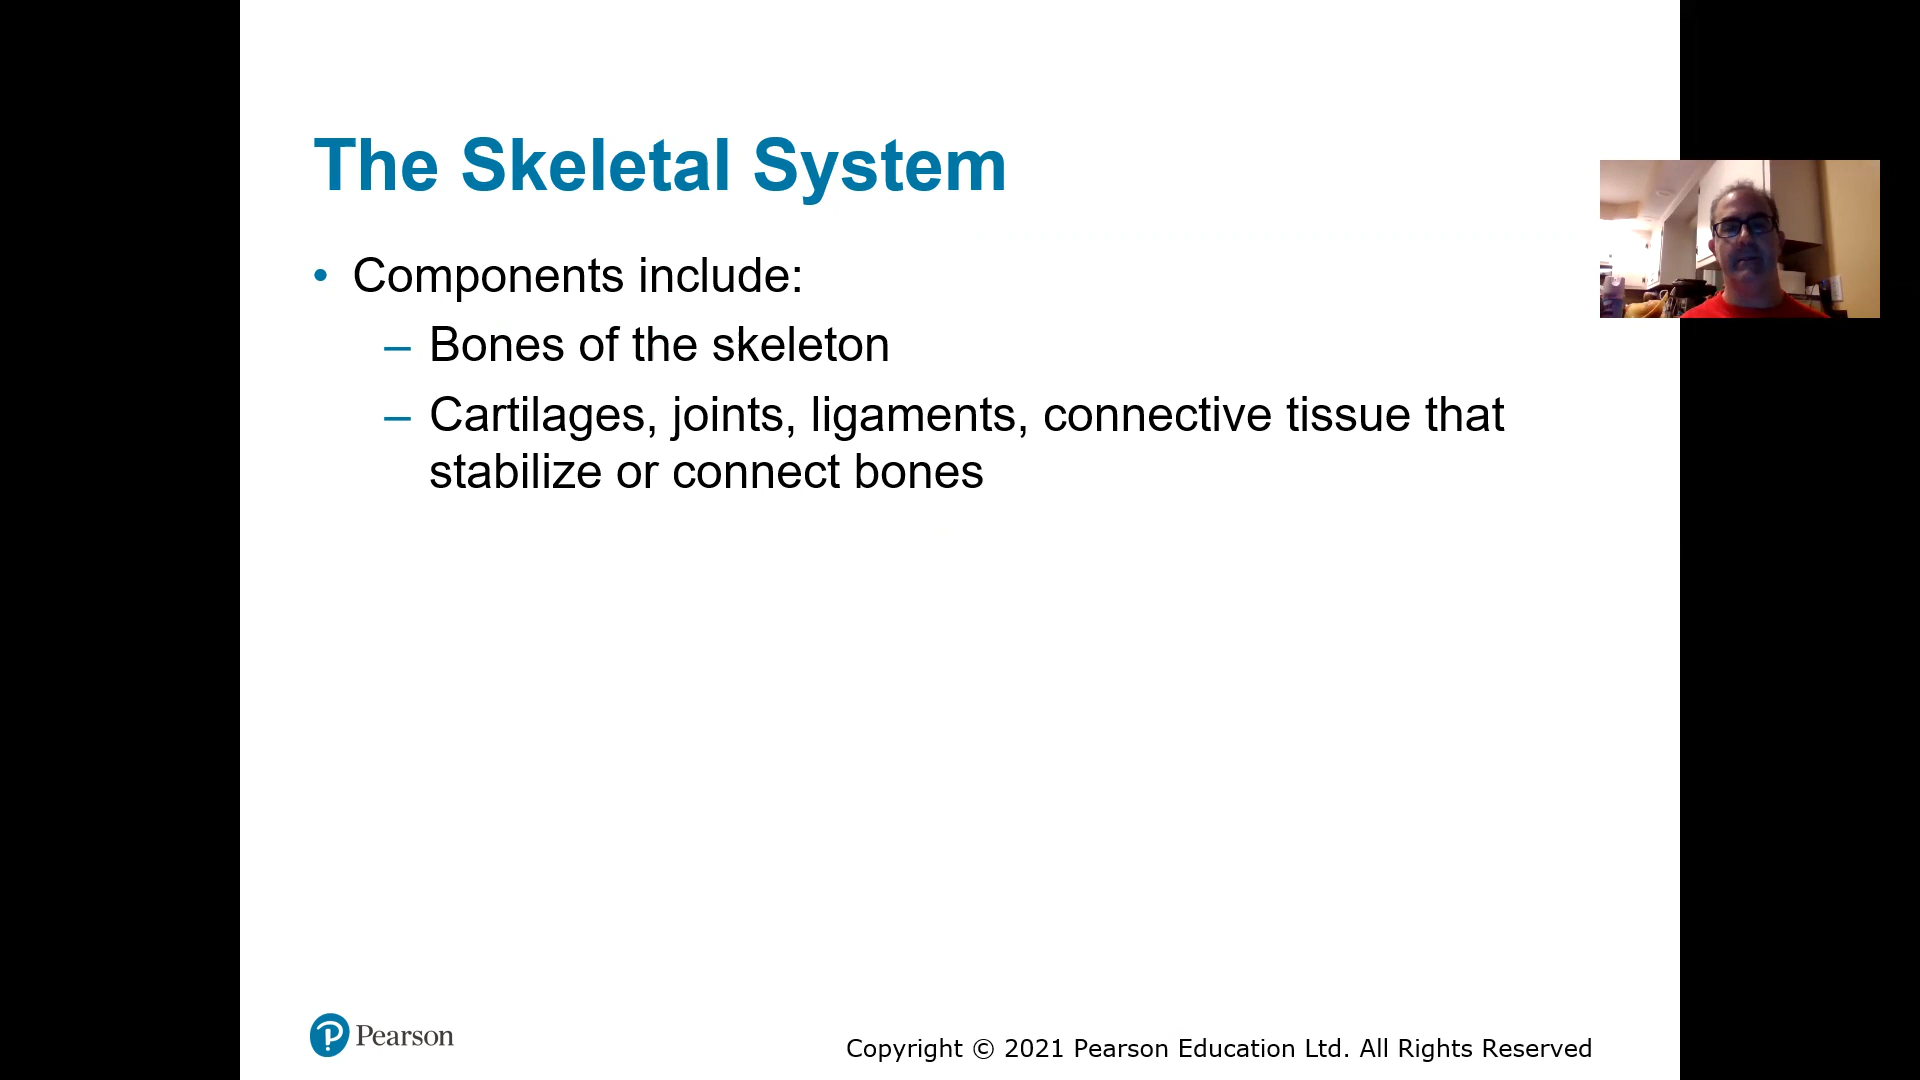 The Skeletal System
• Components include:
– Bones of the skeleton
– Cartilages, joints, ligaments, connective tissue that
stabilize or connect bones
Pearson
Copyright © 2021 Pearson Education Ltd. All Rights Reserved